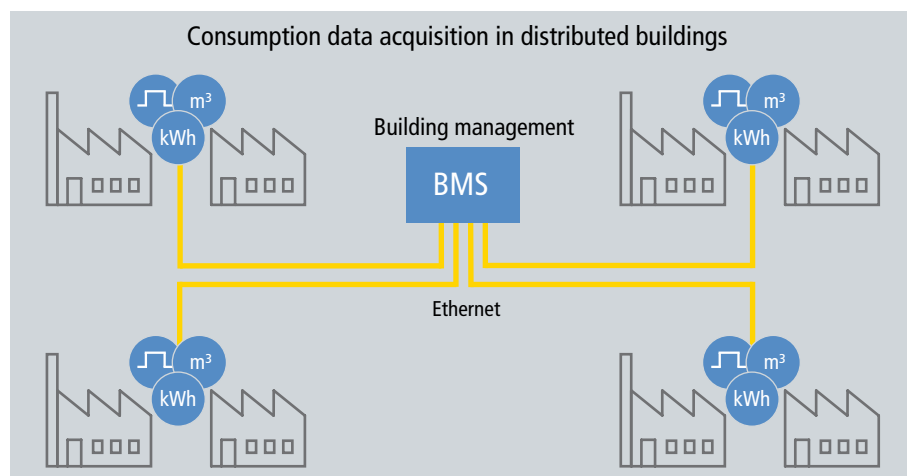 Consumption data acquisition in distributed buildings
m³
kWh
Building management
BMS
m³
kWh
Ethernet
m³
kWh
m³
kWh